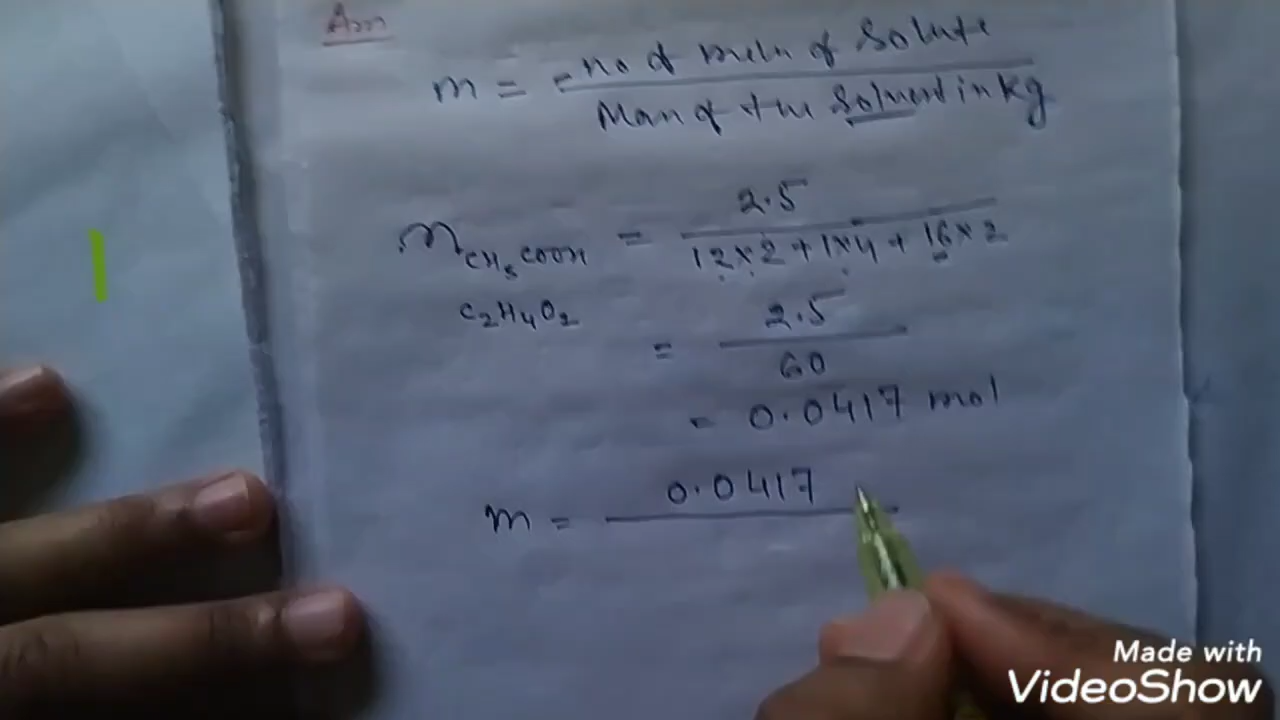 Ans
m = no of moln of Solute
Mass of the Solvent in kg
n CH3COOH = 2.5
12×2 + 1×4 + 16×2
C2H4O2
= 2.5
60
= 0.0417 mol
m = 0.0417
Made with
VideoShow